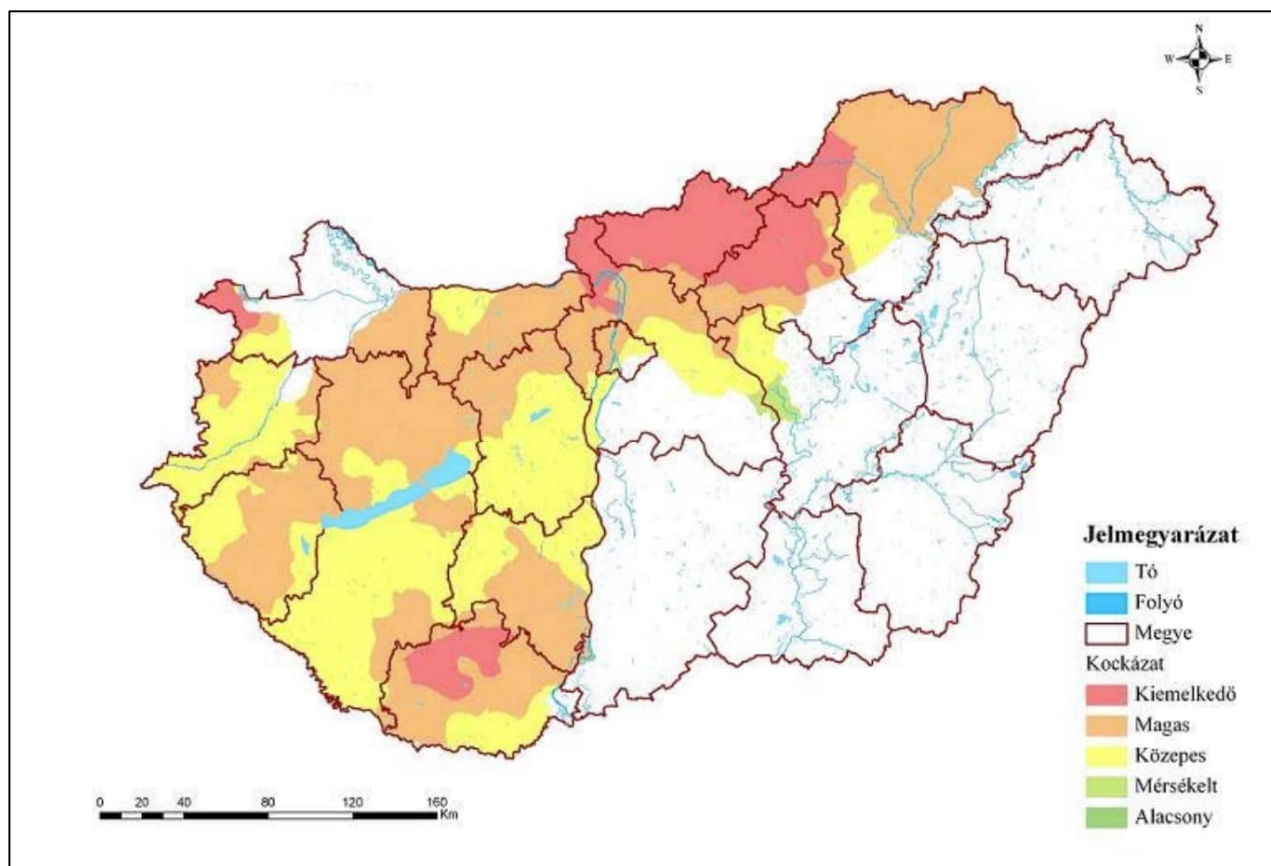 N
W E
S
Jelmegyarázat
Tó
Folyó
Megye
Kockázat
Kiemelkedő
Magas
Közepes
Mérsékelt
Alacsony
0 20 40 80 120 160
Km